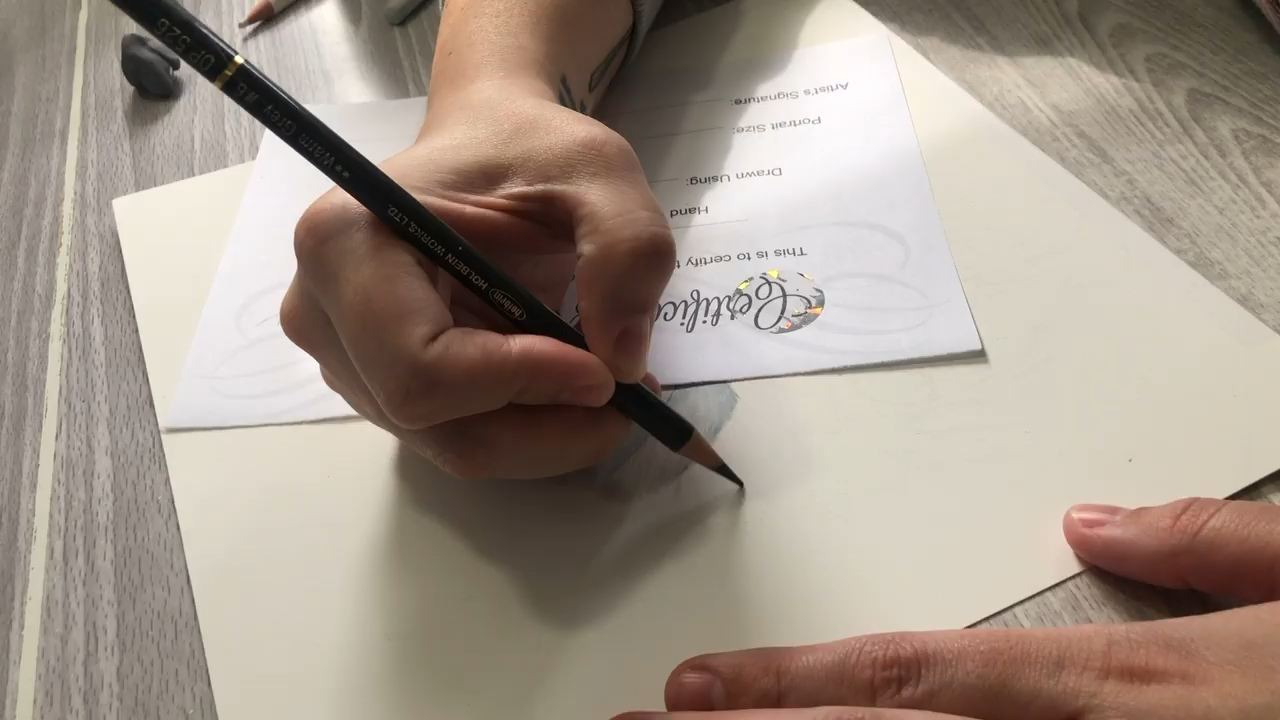 OP 526 Warm Grey #6 ★★ HOLBEIN WORKS, LTD. holbein
Certific
This is to certify t
Hand
Drawn Using:
Portrait Size:
Artist's Signature: